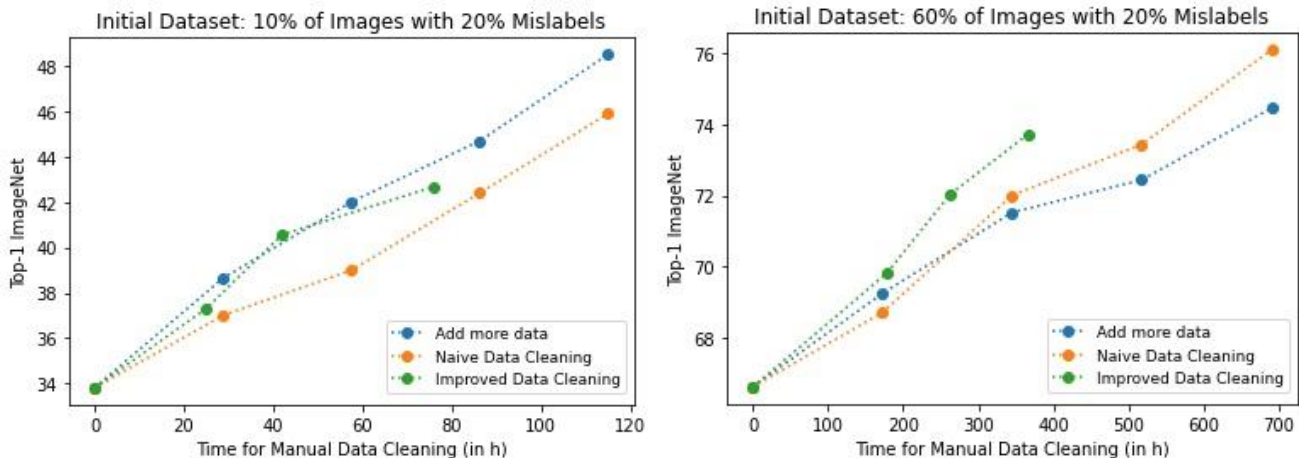 Initial Dataset: 10% of Images with 20% Mislabels
48
46
44
42
40
38
36
34
Top-1 ImageNet
Add more data
Naive Data Cleaning
Improved Data Cleaning
0 20 40 60 80 100 120
Time for Manual Data Cleaning (in h)
Initial Dataset: 60% of Images with 20% Mislabels
76
74
72
70
68
Top-1 ImageNet
Add more data
Naive Data Cleaning
Improved Data Cleaning
0 100 200 300 400 500 600 700
Time for Manual Data Cleaning (in h)